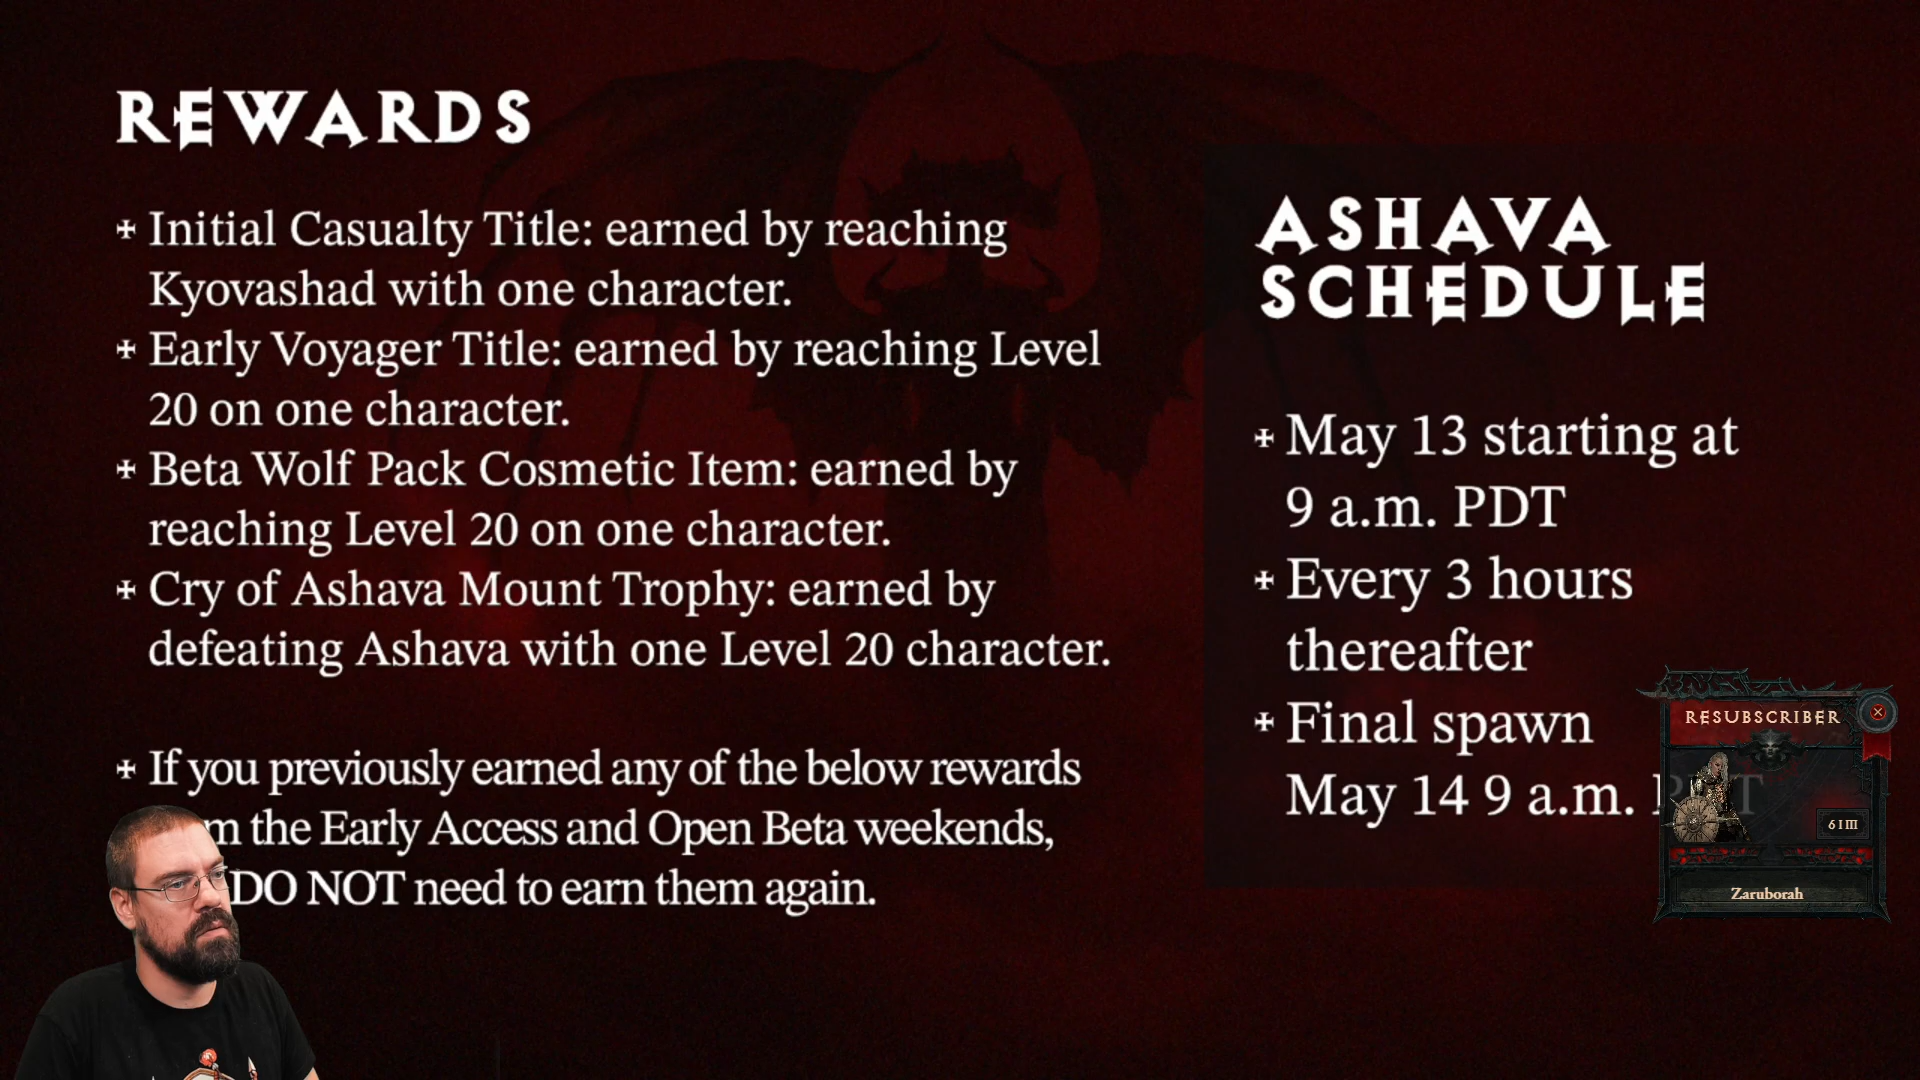 REWARDS
Initial Casualty Title: earned by reaching
Kyovashad with one character.
Early Voyager Title: earned by reaching Level
20 on one character.
Beta Wolf Pack Cosmetic Item: earned by
reaching Level 20 on one character.
Cry of Ashava Mount Trophy: earned by
defeating Ashava with one Level 20 character.
If you previously earned any of the below rewards
the Early Access and Open Beta weekends,
DO NOT need to earn them again.
ASHAVA
SCHEDULE
May 13 starting at
9 a.m. PDT
Every 3 hours
thereafter
Final spawn
May 14 9 a.m.
RESUBSCRIBER
Zaruborah